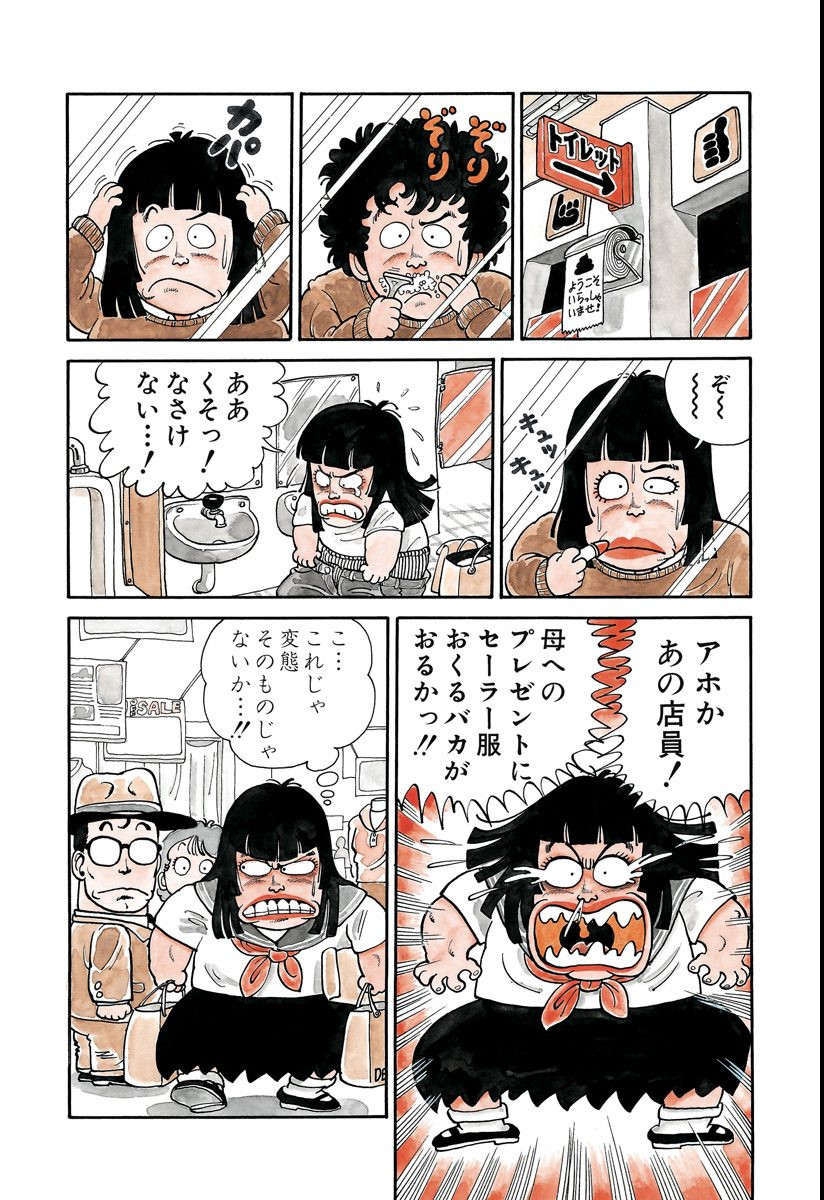 トイレット
ようこそ
いらっしゃ
いませ!
ぞり
ぞり
カパ
ぞ〜〜
キュッ
キュッ
ああ
くそっ!
なさけ
ない…!
アホか
あの店員!
母への
プレゼントに
セーラー服
おくるバカが
おるかっ!!
こ…
これじゃ
変態
そのものじゃ
ないか…!!
SALE